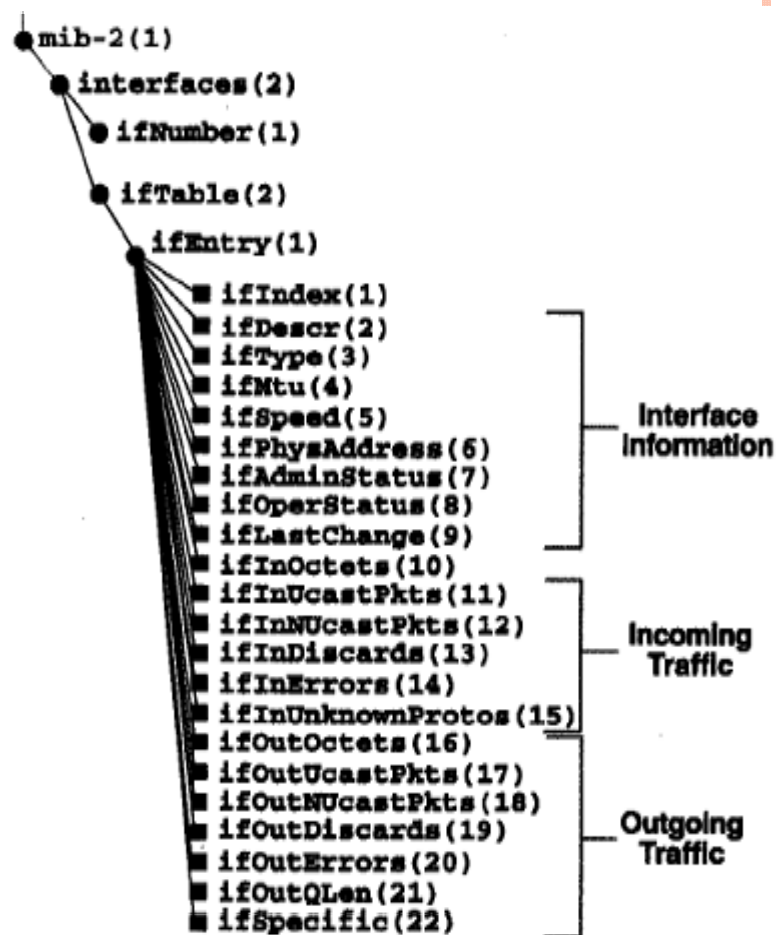 mib-2(1)
interfaces(2)
ifNumber(1)
ifTable(2)
ifEntry(1)
ifIndex(1)
ifDescr(2)
ifType(3)
ifMtu(4)
ifSpeed(5)
ifPhysAddress(6)
ifAdminStatus(7)
ifOperStatus(8)
ifLastChange(9)
ifInOctets(10)
ifInUcastPkts(11)
ifInNUcastPkts(12)
ifInDiscards(13)
ifInErrors(14)
ifInUnknownProtos(15)
ifOutOctets(16)
ifOutUcastPkts(17)
ifOutNUcastPkts(18)
ifOutDiscards(19)
ifOutErrors(20)
ifOutQLen(21)
ifSpecific(22)
Interface
Information
Incoming
Traffic
Outgoing
Traffic